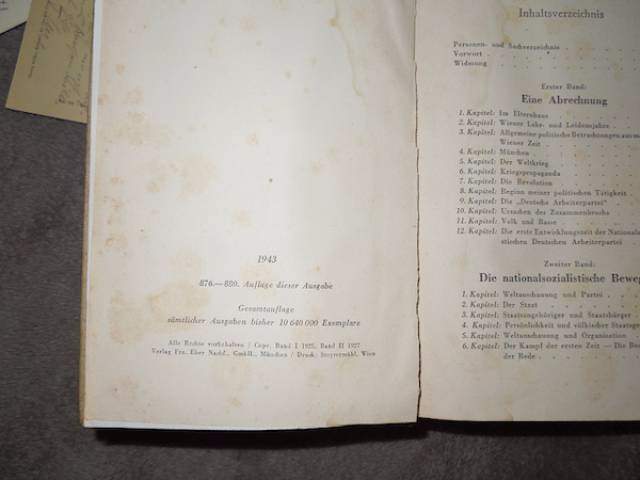 1943
876.—880. Auflage dieser Ausgabe
Gesamtauflage
sämtlicher Ausgaben bisher 10 640 000 Exemplare
Alle Rechte vorbehalten / Copr. Band I 1925, Band II 1927
Verlag Frz. Eher Nachf., GmbH., München / Druck: Steyrermühl, Wien
Inhaltsverzeichnis
Personen- und Sachverzeichnis
Vorwort
Widmung
Erster Band:
Eine Abrechnung
1. Kapitel: Im Elternhaus
2. Kapitel: Wiener Lehr- und Leidensjahre
3. Kapitel: Allgemeine politische Betrachtungen aus m
Wiener Zeit
4. Kapitel: München
5. Kapitel: Der Weltkrieg
6. Kapitel: Kriegspropaganda
7. Kapitel: Die Revolution
8. Kapitel: Beginn meiner politischen Tätigkeit
9. Kapitel: Die „Deutsche Arbeiterpartei"
10. Kapitel: Ursachen des Zusammenbruchs
11. Kapitel: Volk und Rasse
12. Kapitel: Die erste Entwicklungszeit der Nationals
tischen Deutschen Arbeiterpartei
Zweiter Band:
Die nationalsozialistische Beweg
1. Kapitel: Weltanschauung und Partei
2. Kapitel: Der Staat
3. Kapitel: Staatsangehöriger und Staatsbürger
4. Kapitel: Persönlichkeit und völkischer Staatsge
5. Kapitel: Weltanschauung und Organisation
6. Kapitel: Der Kampf der ersten Zeit — Die Be
der Rede